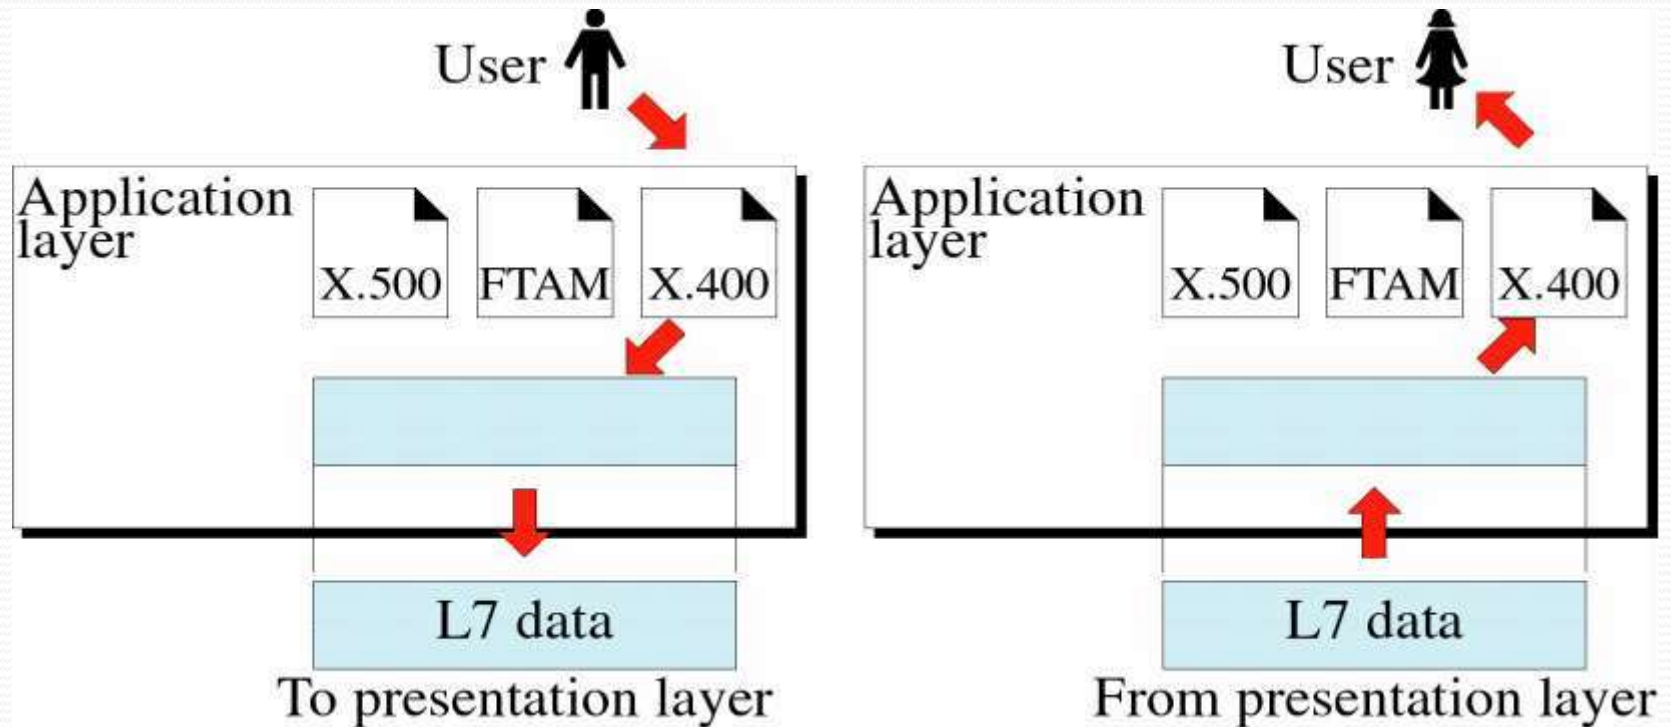 User
Application
layer
X.500 FTAM X.400
L7 data
To presentation layer
User
Application
layer
X.500 FTAM X.400
L7 data
From presentation layer